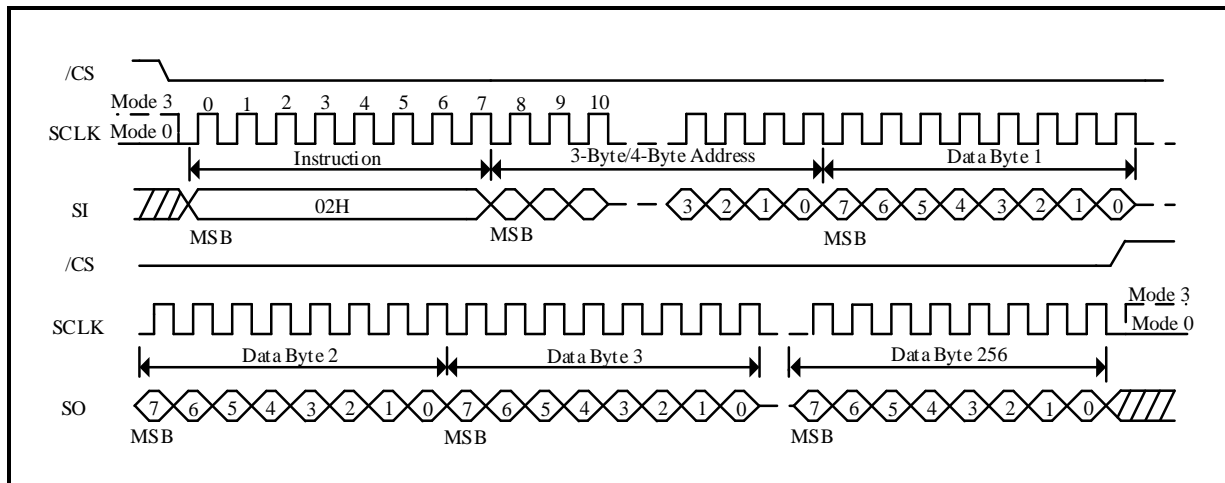 /CS
Mode 3 0 1 2 3 4 5 6 7 8 9 10
SCLK Mode 0
Instruction 3-Byte/4-Byte Address Data Byte 1
SI 02H 3 2 1 0 7 6 5 4 3 2 1 0
MSB MSB MSB
/CS
Mode 3
SCLK Mode 0
Data Byte 2 Data Byte 3 Data Byte 256
SO 7 6 5 4 3 2 1 0 7 6 5 4 3 2 1 0 7 6 5 4 3 2 1 0
MSB MSB MSB